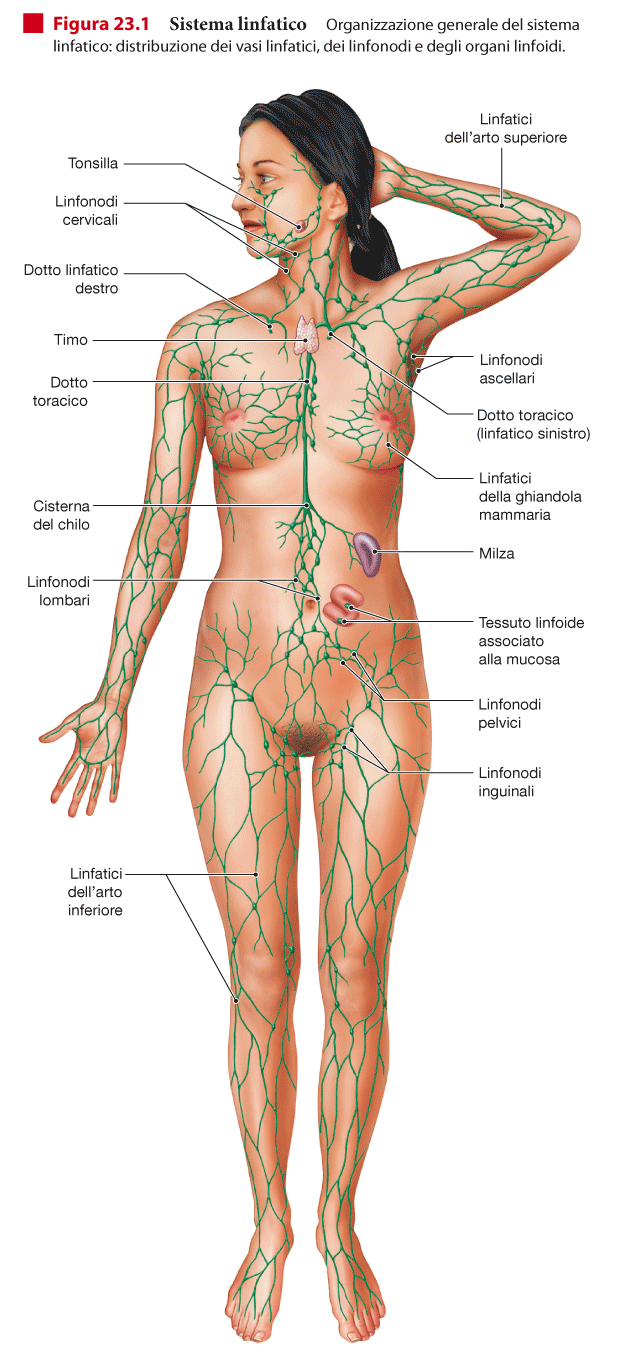 Figura 23.1 Sistema linfatico Organizzazione generale del sistema
linfatico: distribuzione dei vasi linfatici, dei linfonodi e degli organi linfoidi.
Linfatici
dell'arto superiore
Tonsilla
Linfonodi
cervicali
Dotto linfatico
destro
Timo
Dotto
toracico
Linfonodi
ascellari
Dotto toracico
(linfatico sinistro)
Linfatici
della ghiandola
mammaria
Cisterna
del chilo
Milza
Linfonodi
lombari
Tessuto linfoide
associato
alla mucosa
Linfonodi
pelvici
Linfonodi
inguinali
Linfatici
dell'arto
inferiore